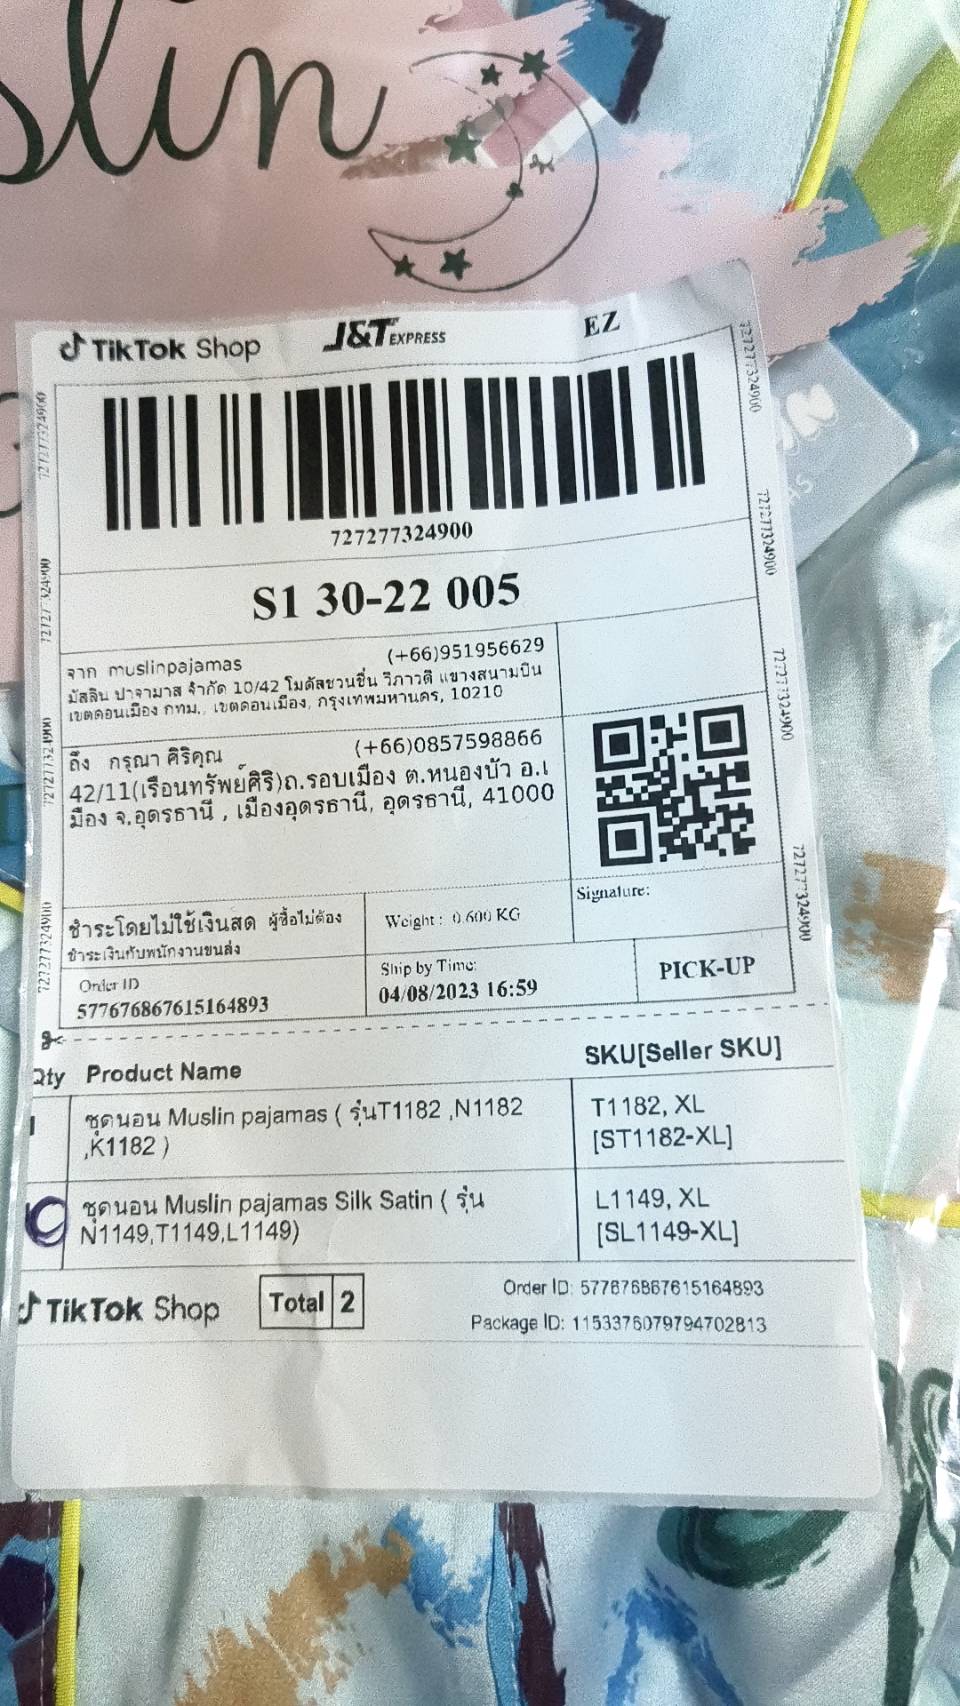 slin
TikTok Shop
J&T EXPRESS
EZ
727277324900
S1 30-22 005
จาก muslinpajamas (+66)951956629
มัสลิน ปาจามาส จำกัด 10/42 โมดัสชวนชื่น วิภาวดี แขวงสนามบิน
เขตดอนเมือง กทม., เขตดอนเมือง, กรุงเทพมหานคร, 10210
ถึง กรุณา ศิริคุณ (+66)0857598866
42/11(เรือนทรัพย์ศิริ)ถ.รอบเมือง ต.หนองบัว อ.เ
มือง จ.อุดรธานี , เมืองอุดรธานี, อุดรธานี, 41000
ชำระโดยไม่ใช้เงินสด ผู้ซื้อไม่ต้อง
ชำระเงินกับพนักงานขนส่ง
Weight : 0.600 KG
Signature:
Order ID
577676867615164893
Ship by Time:
04/08/2023 16:59
PICK-UP
Qty Product Name SKU[Seller SKU]
1 ชุดนอน Muslin pajamas ( รุ่นT1182 ,N1182 T1182, XL
,K1182 ) [ST1182-XL]
ชุดนอน Muslin pajamas Silk Satin ( รุ่น L1149, XL
N1149,T1149,L1149) [SL1149-XL]
TikTok Shop
Total 2
Order ID: 577676867615164893
Package ID: 1153376079794702813
727277324900
727277324900
727277324900
727277324900
727277324900
727277324900
727277324900
727277324900